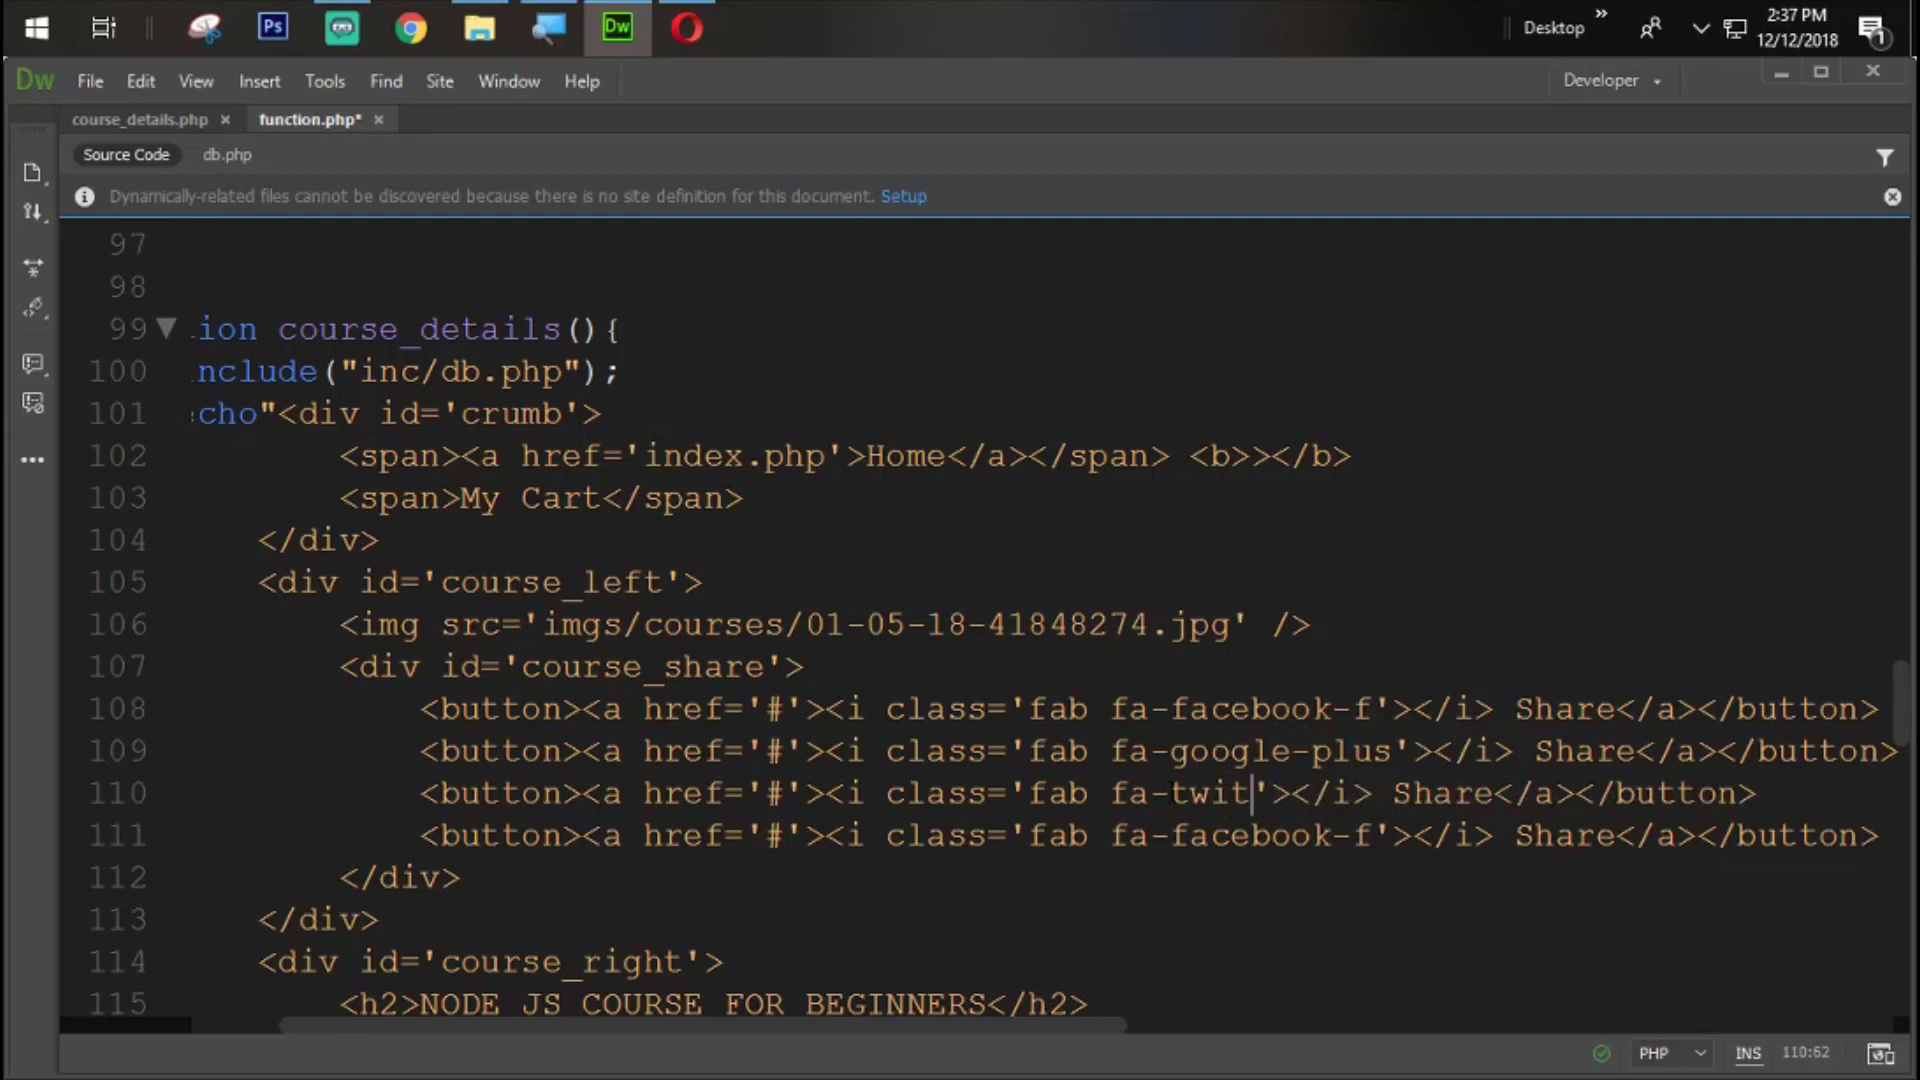 Ps
Dw
Desktop
»
2:37 PM
12/12/2018
1
Dw File Edit View Insert Tools Find Site Window Help Developer
course_details.php × function.php* ×
Source Code db.php
Dynamically-related files cannot be discovered because there is no site definition for this document. Setup
97
98
99 ion course_details(){
100 nclude("inc/db.php");
101 cho"<div id='crumb'>
102 <span><a href='index.php'>Home</a></span> <b>></b>
103 <span>My Cart</span>
104 </div>
105 <div id='course_left'>
106 <img src='imgs/courses/01-05-18-41848274.jpg' />
107 <div id='course_share'>
108 <button><a href='#'><i class='fab fa-facebook-f'></i> Share</a></button>
109 <button><a href='#'><i class='fab fa-google-plus'></i> Share</a></button>
110 <button><a href='#'><i class='fab fa-twit'></i> Share</a></button>
111 <button><a href='#'><i class='fab fa-facebook-f'></i> Share</a></button>
112 </div>
113 </div>
114 <div id='course_right'>
115 <h2>NODE JS COURSE FOR BEGINNERS</h2>
PHP INS 110:62